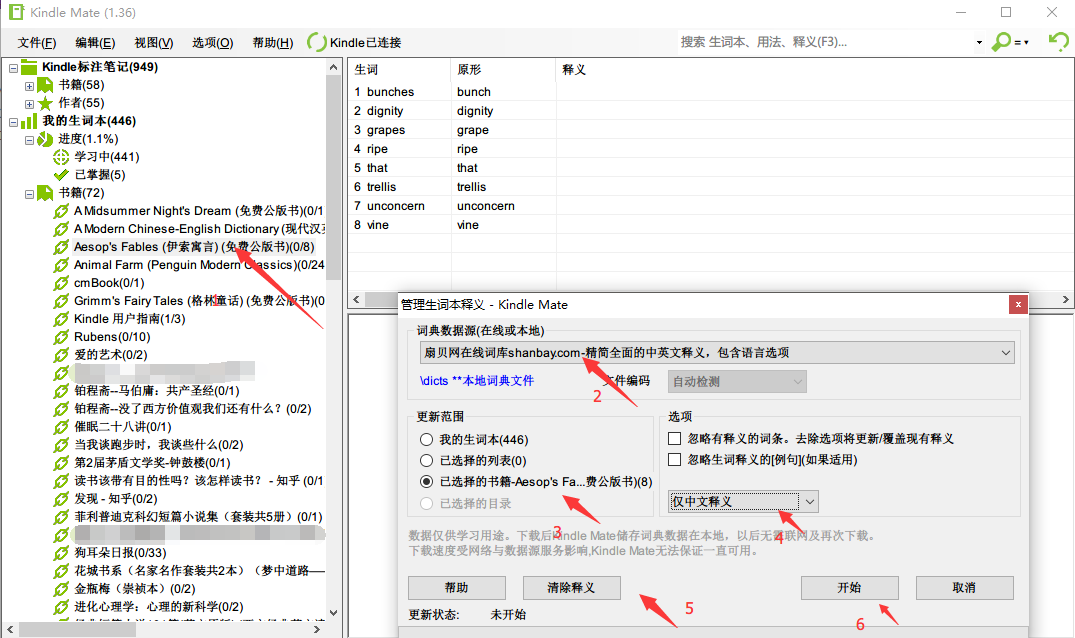 Kindle Mate (1.36)
文件(F) 编辑(E) 视图(V) 选项(O) 帮助(H) Kindle已连接
搜索 生词本、用法、释义(F3)...
Kindle标注笔记(949)
书籍(58)
作者(55)
我的生词本(446)
进度(1.1%)
学习中(441)
已掌握(5)
书籍(72)
A Midsummer Night's Dream (免费公版书)(0/1
A Modern Chinese-English Dictionary (现代汉英
Aesop's Fables (伊索寓言) (免费公版书)(0/8)
Animal Farm (Penguin Modern Classics)(0/24
cmBook(0/1)
Grimm's Fairy Tales (格林童话) (免费公版书)(0
Kindle 用户指南(1/3)
Rubens(0/10)
爱的艺术(0/2)
铂程斋--马伯庸：共产圣经(0/1)
铂程斋--没了西方价值观我们还有什么？(0/2)
催眠二十八讲(0/1)
当我谈跑步时，我谈些什么(0/2)
第2届茅盾文学奖-钟鼓楼(0/1)
读书该带有目的性吗？该怎样读书？ - 知乎 (0/1
发现 - 知乎(0/2)
菲利普迪克科幻短篇小说集（套装共5册）(0/1)
狗耳朵日报(0/33)
花城书系（名家名作套装共2本）（梦中道路——
金瓶梅（崇祯本）(0/2)
进化心理学：心理的新科学(0/2)
生词 原形 释义
1 bunches bunch
2 dignity dignity
3 grapes grape
4 ripe ripe
5 that that
6 trellis trellis
7 unconcern unconcern
8 vine vine
管理生词本释义 - Kindle Mate
词典数据源(在线或本地)
扇贝网在线词库shanbay.com-精简全面的中英文释义，包含语言选项
\dicts **本地词典文件 文件编码 自动检测
2
更新范围
我的生词本(446)
已选择的列表(0)
已选择的书籍-Aesop's Fa...费公版书)(8)
已选择的目录
3
选项
忽略有释义的词条。去除选项将更新/覆盖现有释义
忽略生词释义的[例句](如果适用)
仅中文释义
4
数据仅供学习用途。下载后Kindle Mate储存词典数据在本地，以后无需联网及再次下载。
下载速度受网络与数据源服务影响,Kindle Mate无法保证一直可用。
帮助 清除释义 开始 取消
5
更新状态: 未开始
6